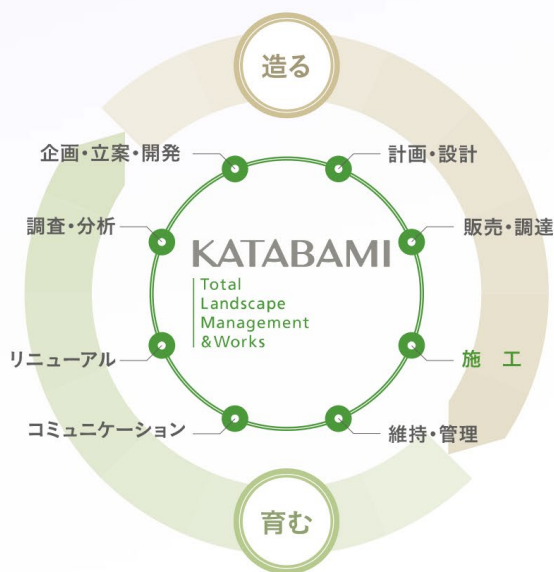 造る
企画・立案・開発
計画・設計
調査・分析
販売・調達
KATABAMI
Total
Landscape
Management
&Works
リニューアル
施　工
コミュニケーション
維持・管理
育む